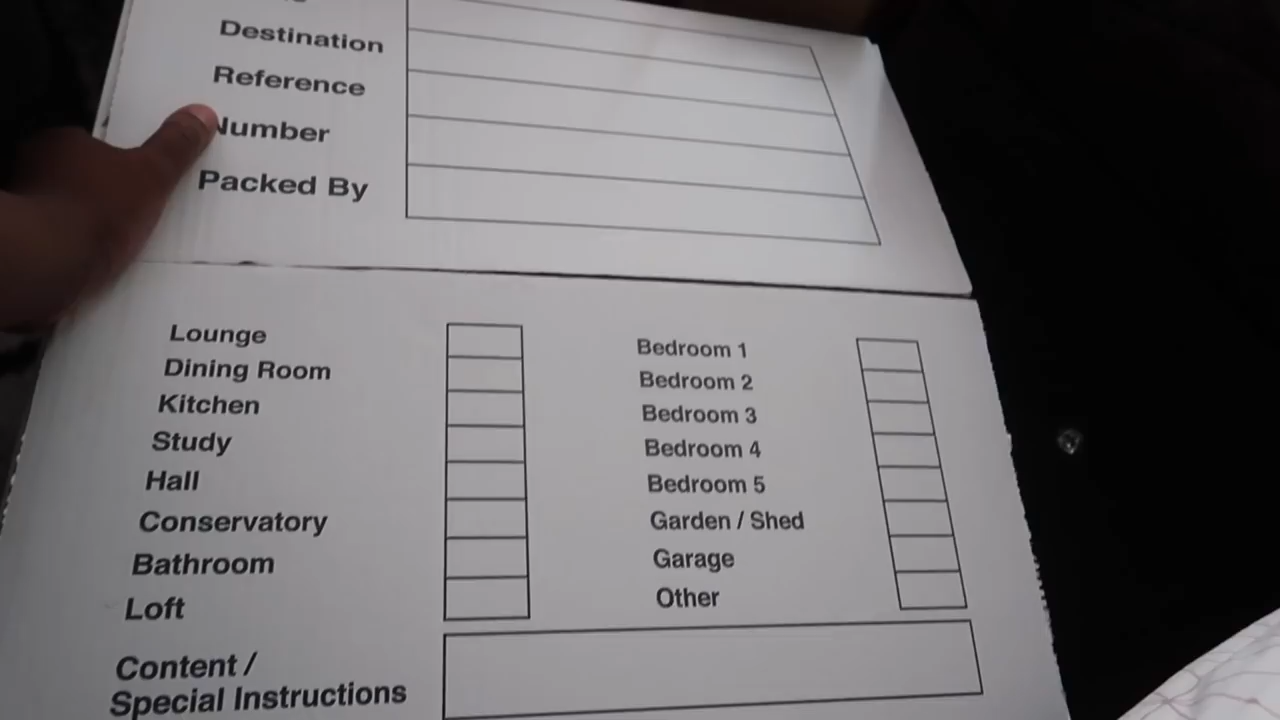 Destination
Reference
Number
Packed By
Lounge
Dining Room
Kitchen
Study
Hall
Conservatory
Bathroom
Loft
Bedroom 1
Bedroom 2
Bedroom 3
Bedroom 4
Bedroom 5
Garden / Shed
Garage
Other
Content /
Special Instructions